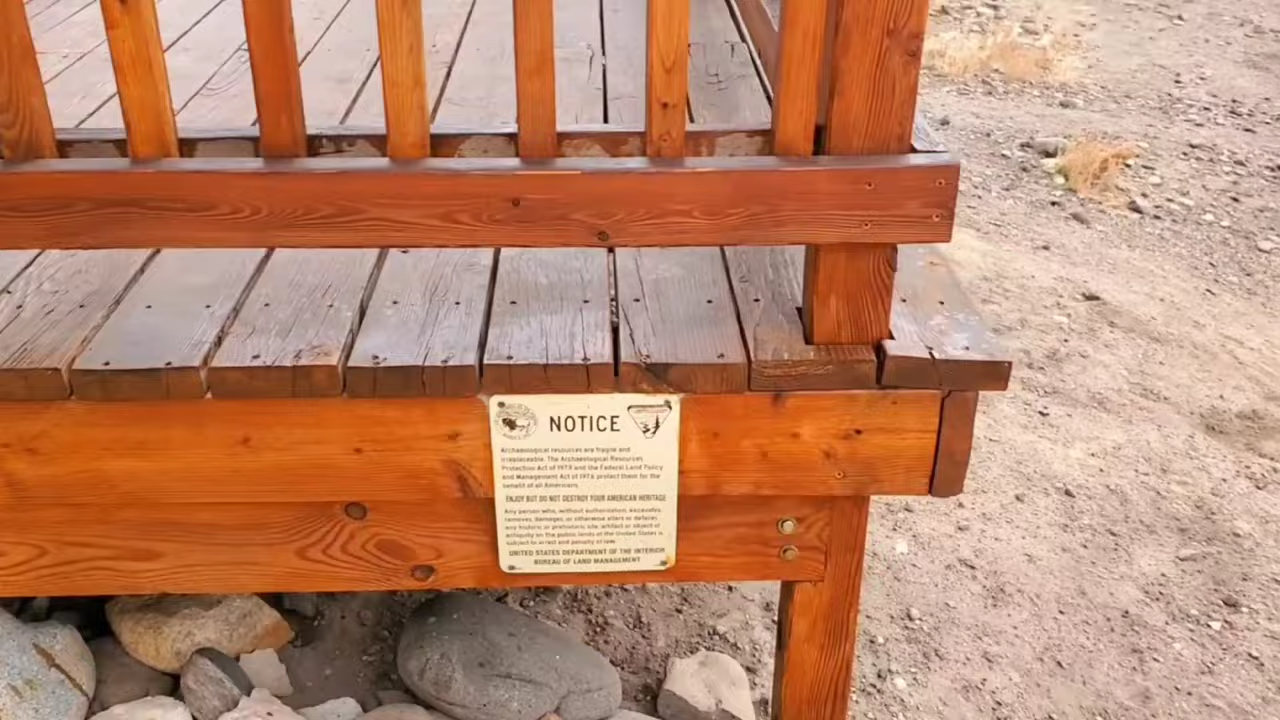 NOTICE
Archaeological resources are fragile and
irreplaceable. The Archaeological Resources
Protection Act of 1979 and the Federal Land Policy
and Management Act of 1976 protect them for the
benefit of all Americans.
ENJOY BUT DO NOT DESTROY YOUR AMERICAN HERITAGE
Any person who, without authorization, excavates,
removes, damages, or otherwise alters or defaces
any historic or prehistoric site, artifact or object of
antiquity on the public lands of the United States is
subject to arrest and penalty of law.
UNITED STATES DEPARTMENT OF THE INTERIOR
BUREAU OF LAND MANAGEMENT